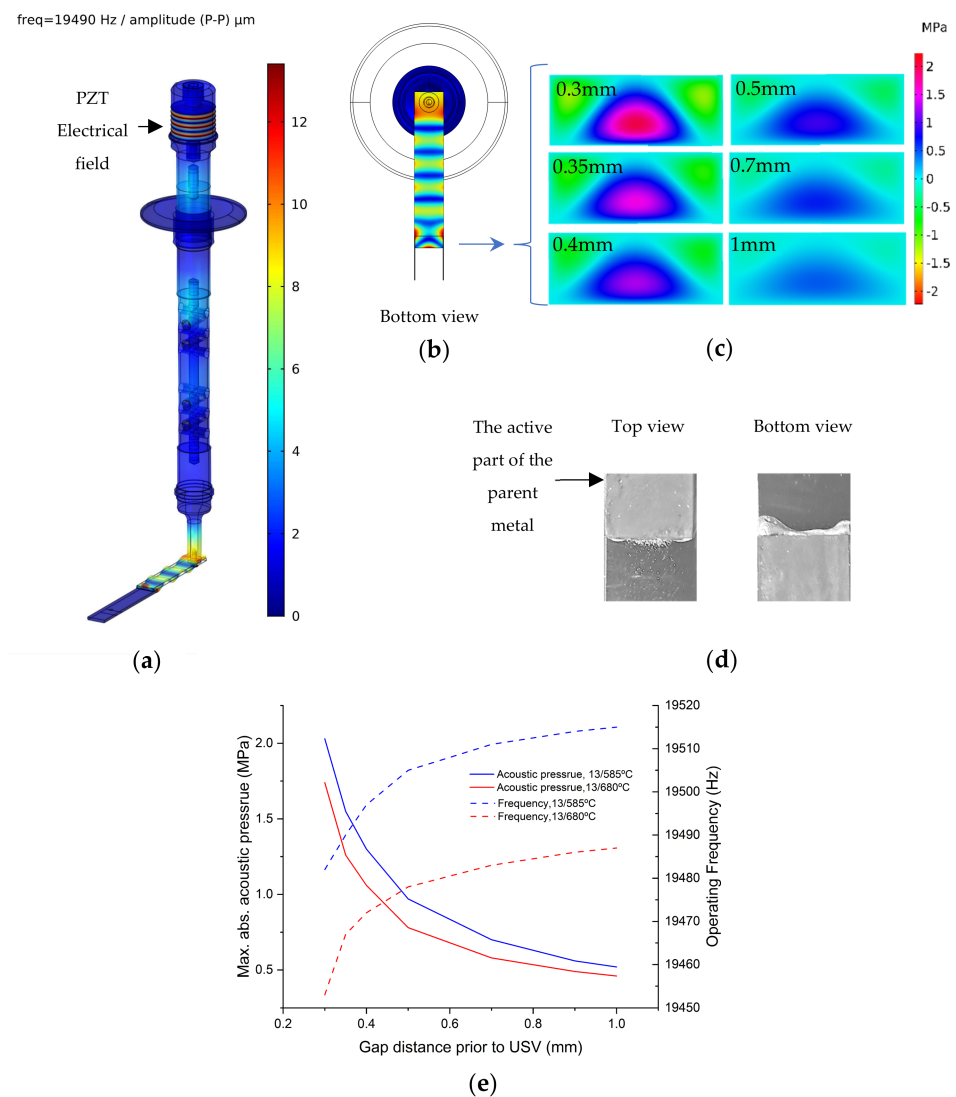 freq=19490 Hz / amplitude (P-P) µm
PZT
Electrical
field
12
10
8
6
4
2
0
(a)
Bottom view
(b)
MPa
0.3mm
0.5mm
0.35mm
0.7mm
0.4mm
1mm
2
1.5
1
0.5
0
-0.5
-1
-1.5
-2
(c)
The active
part of the
parent
metal
Top view
Bottom view
(d)
Max. abs. acoustic pressrue (MPa)
2.0
1.5
1.0
0.5
Acoustic pressrue, 13/585ºC
Acoustic pressrue,13/680ºC
Frequency,13/585ºC
Frequency,13/680ºC
19520
19510
19500
19490
19480
19470
19460
19450
Operating Frequency (Hz)
0.2
0.4
0.6
0.8
1.0
Gap distance prior to USV (mm)
(e)